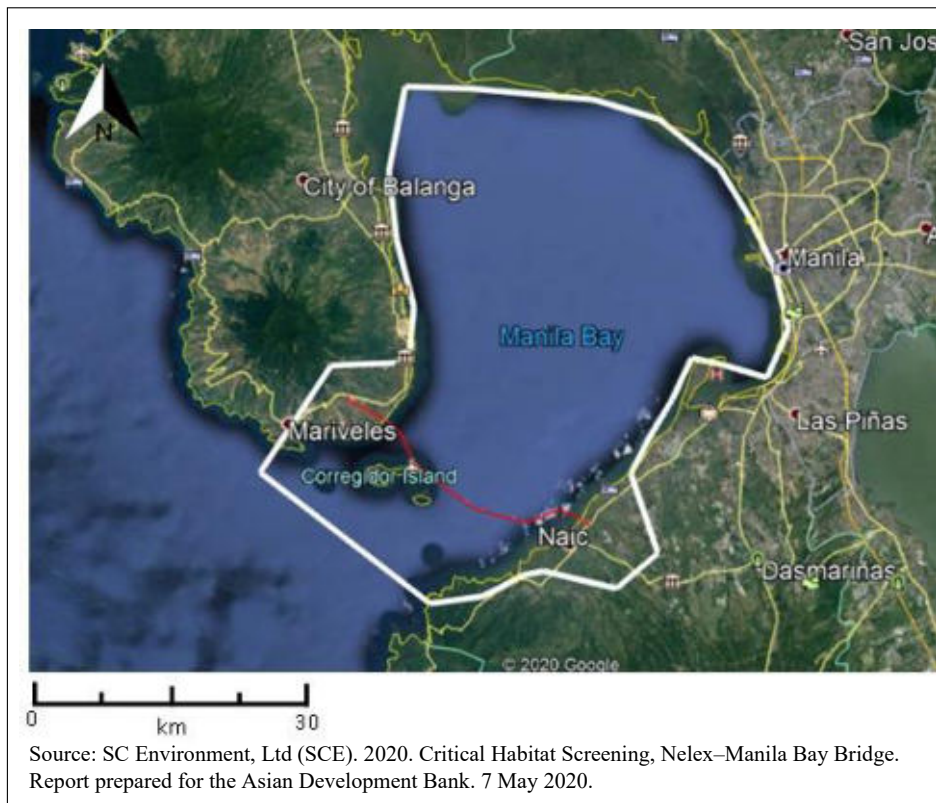 San Jos
N
City of Balanga
Manila
Manila Bay
Las Piñas
Mariveles
Corregidor Island
Naic
Dasmariñas
© 2020 Google
0 30
km
Source: SC Environment, Ltd (SCE). 2020. Critical Habitat Screening, Nelex–Manila Bay Bridge.
Report prepared for the Asian Development Bank. 7 May 2020.